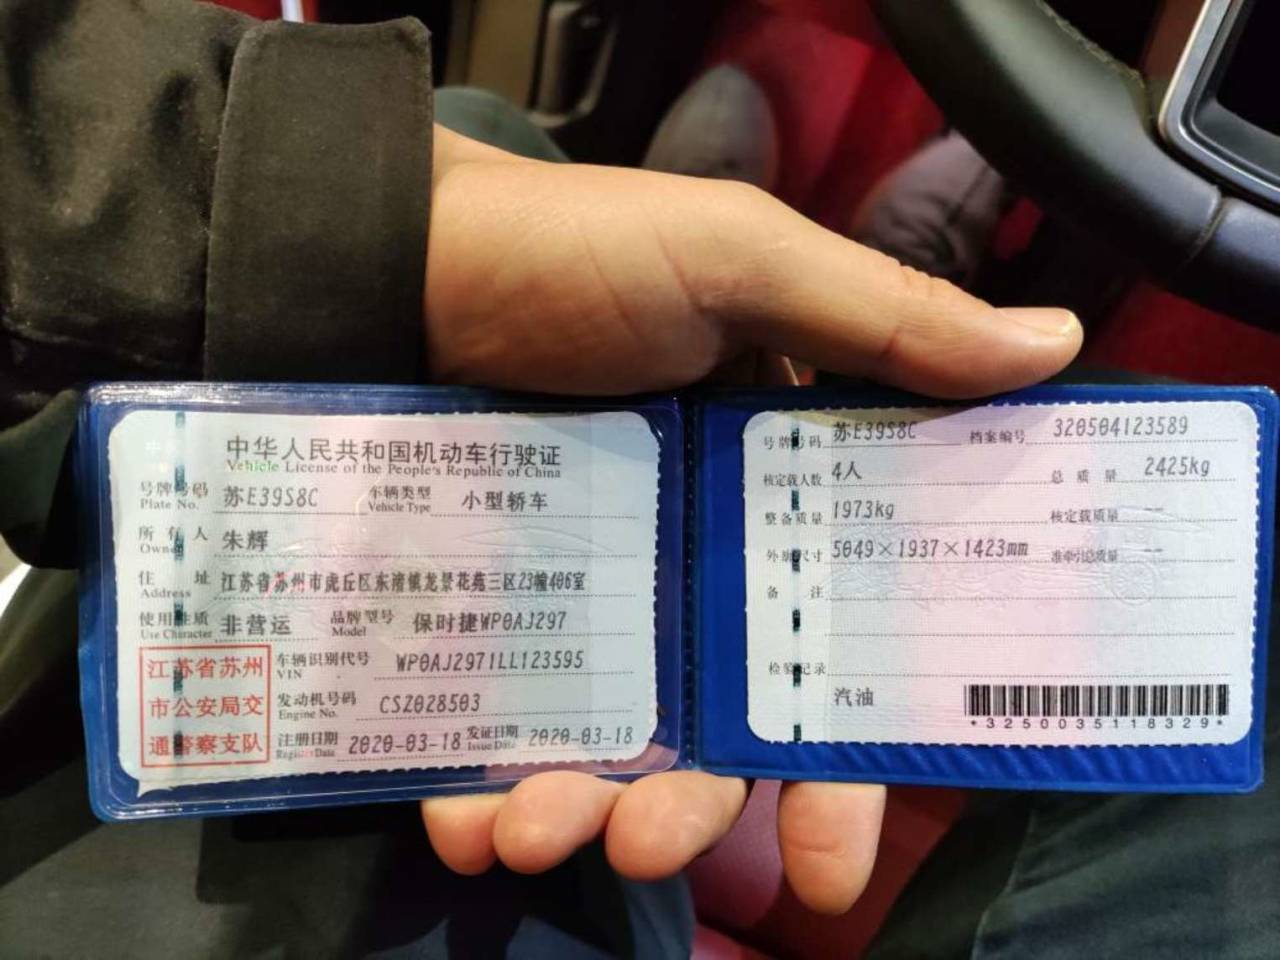 中华人民共和国机动车行驶证
Vehicle License of the People's Republic of China
号牌号码 苏E39S8C 车辆类型 小型轿车
Plate No. Vehicle Type
所有人 朱辉
Owner
住址 江苏省苏州市虎丘区东渚镇龙景花苑三区23幢406室
Address
使用性质 非营运 品牌型号 保时捷WP0AJ297
Use Character Model
江苏省苏州
市公安局交
通警察支队
车辆识别代号 WP0AJ2971LL123595
VIN
发动机号码 CSZ028503
Engine No.
注册日期 2020-03-18 发证日期 2020-03-18
Register Date Issue Date
号牌号码 苏E39S8C 档案编号 320504123589
核定载人数 4人 总质量 2425kg
整备质量 1973kg 核定载质量 --
外廓尺寸 5049×1937×1423mm 准牵引总质量 --
备注
检验记录
汽油
*3250035118329*